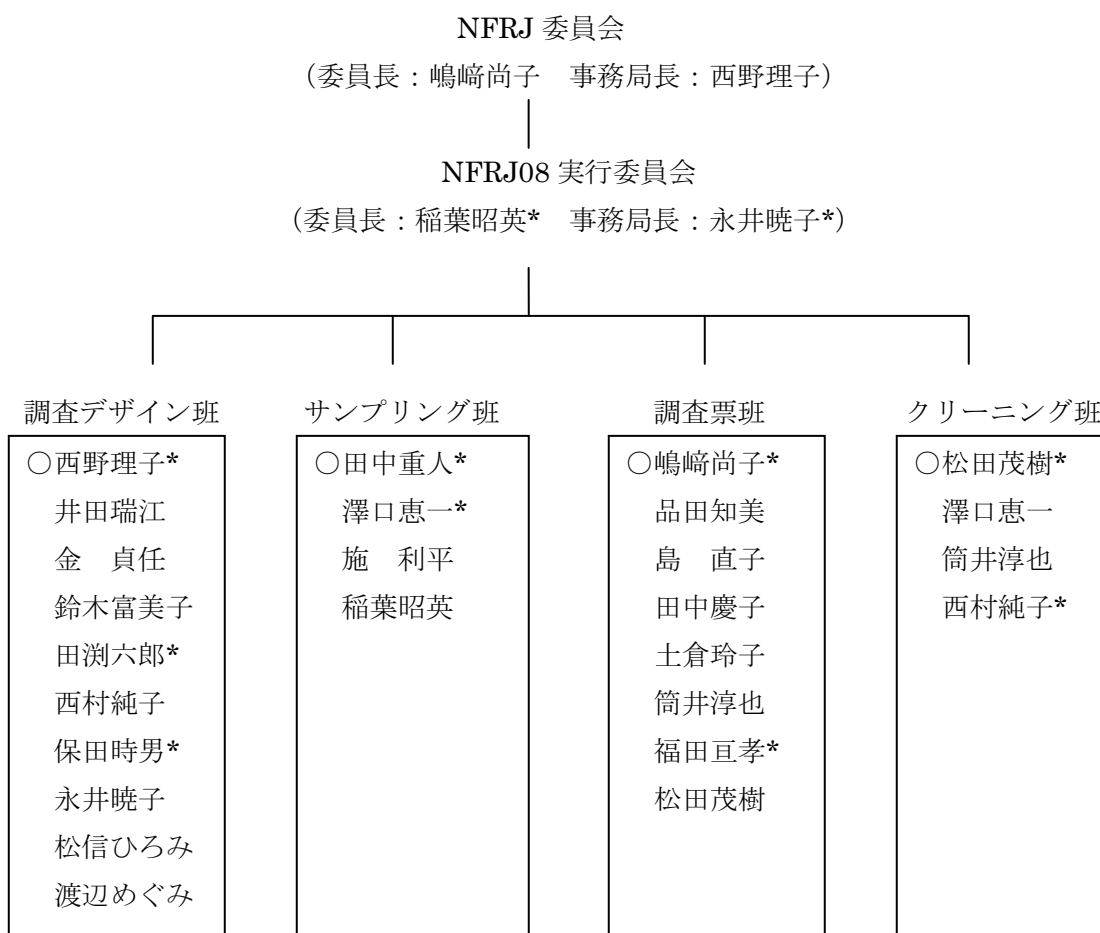 NFRJ 委員会
(委員長：嶋﨑尚子　事務局長：西野理子)
NFRJ08 実行委員会
(委員長：稲葉昭英*　事務局長：永井暁子*)
調査デザイン班
○西野理子*
井田瑞江
金　貞任
鈴木富美子
田渕六郎*
西村純子
保田時男*
永井暁子
松信ひろみ
渡辺めぐみ
サンプリング班
○田中重人*
澤口恵一*
施　利平
稲葉昭英
調査票班
○嶋﨑尚子*
品田知美
島　直子
田中慶子
土倉玲子
筒井淳也
福田亘孝*
松田茂樹
クリーニング班
○松田茂樹*
澤口恵一
筒井淳也
西村純子*